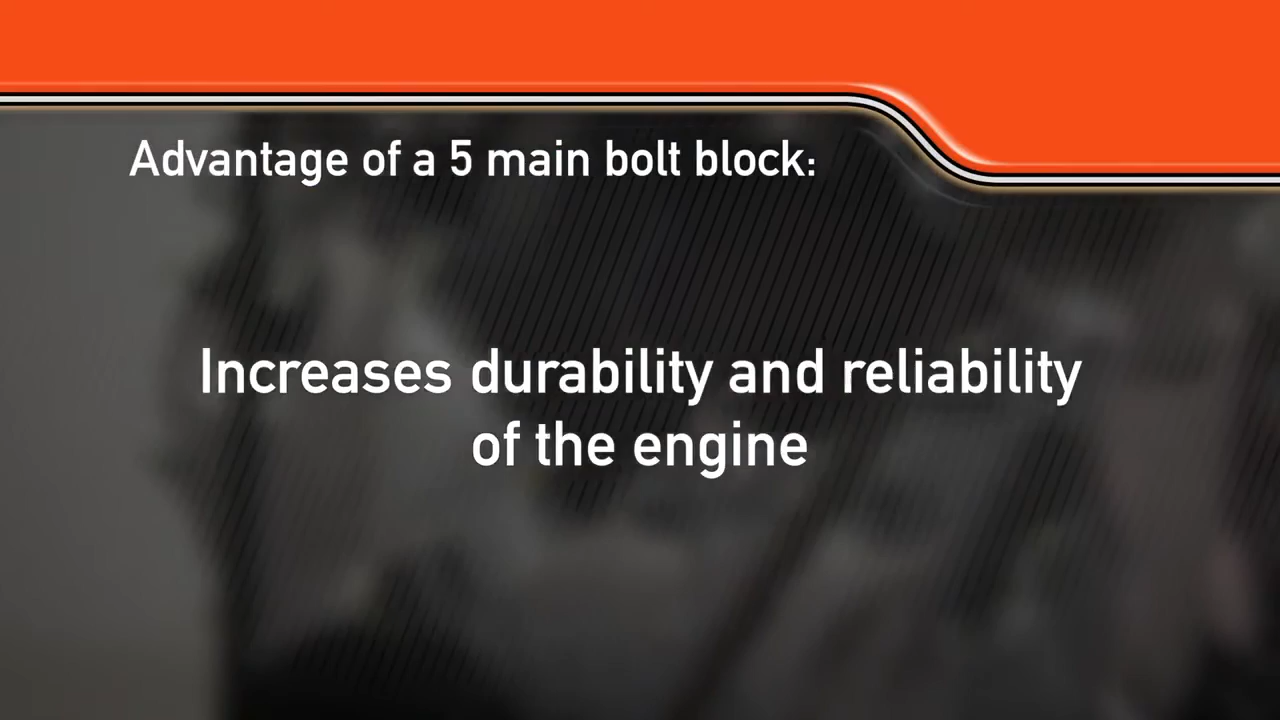 Advantage of a 5 main bolt block:
Increases durability and reliability
of the engine